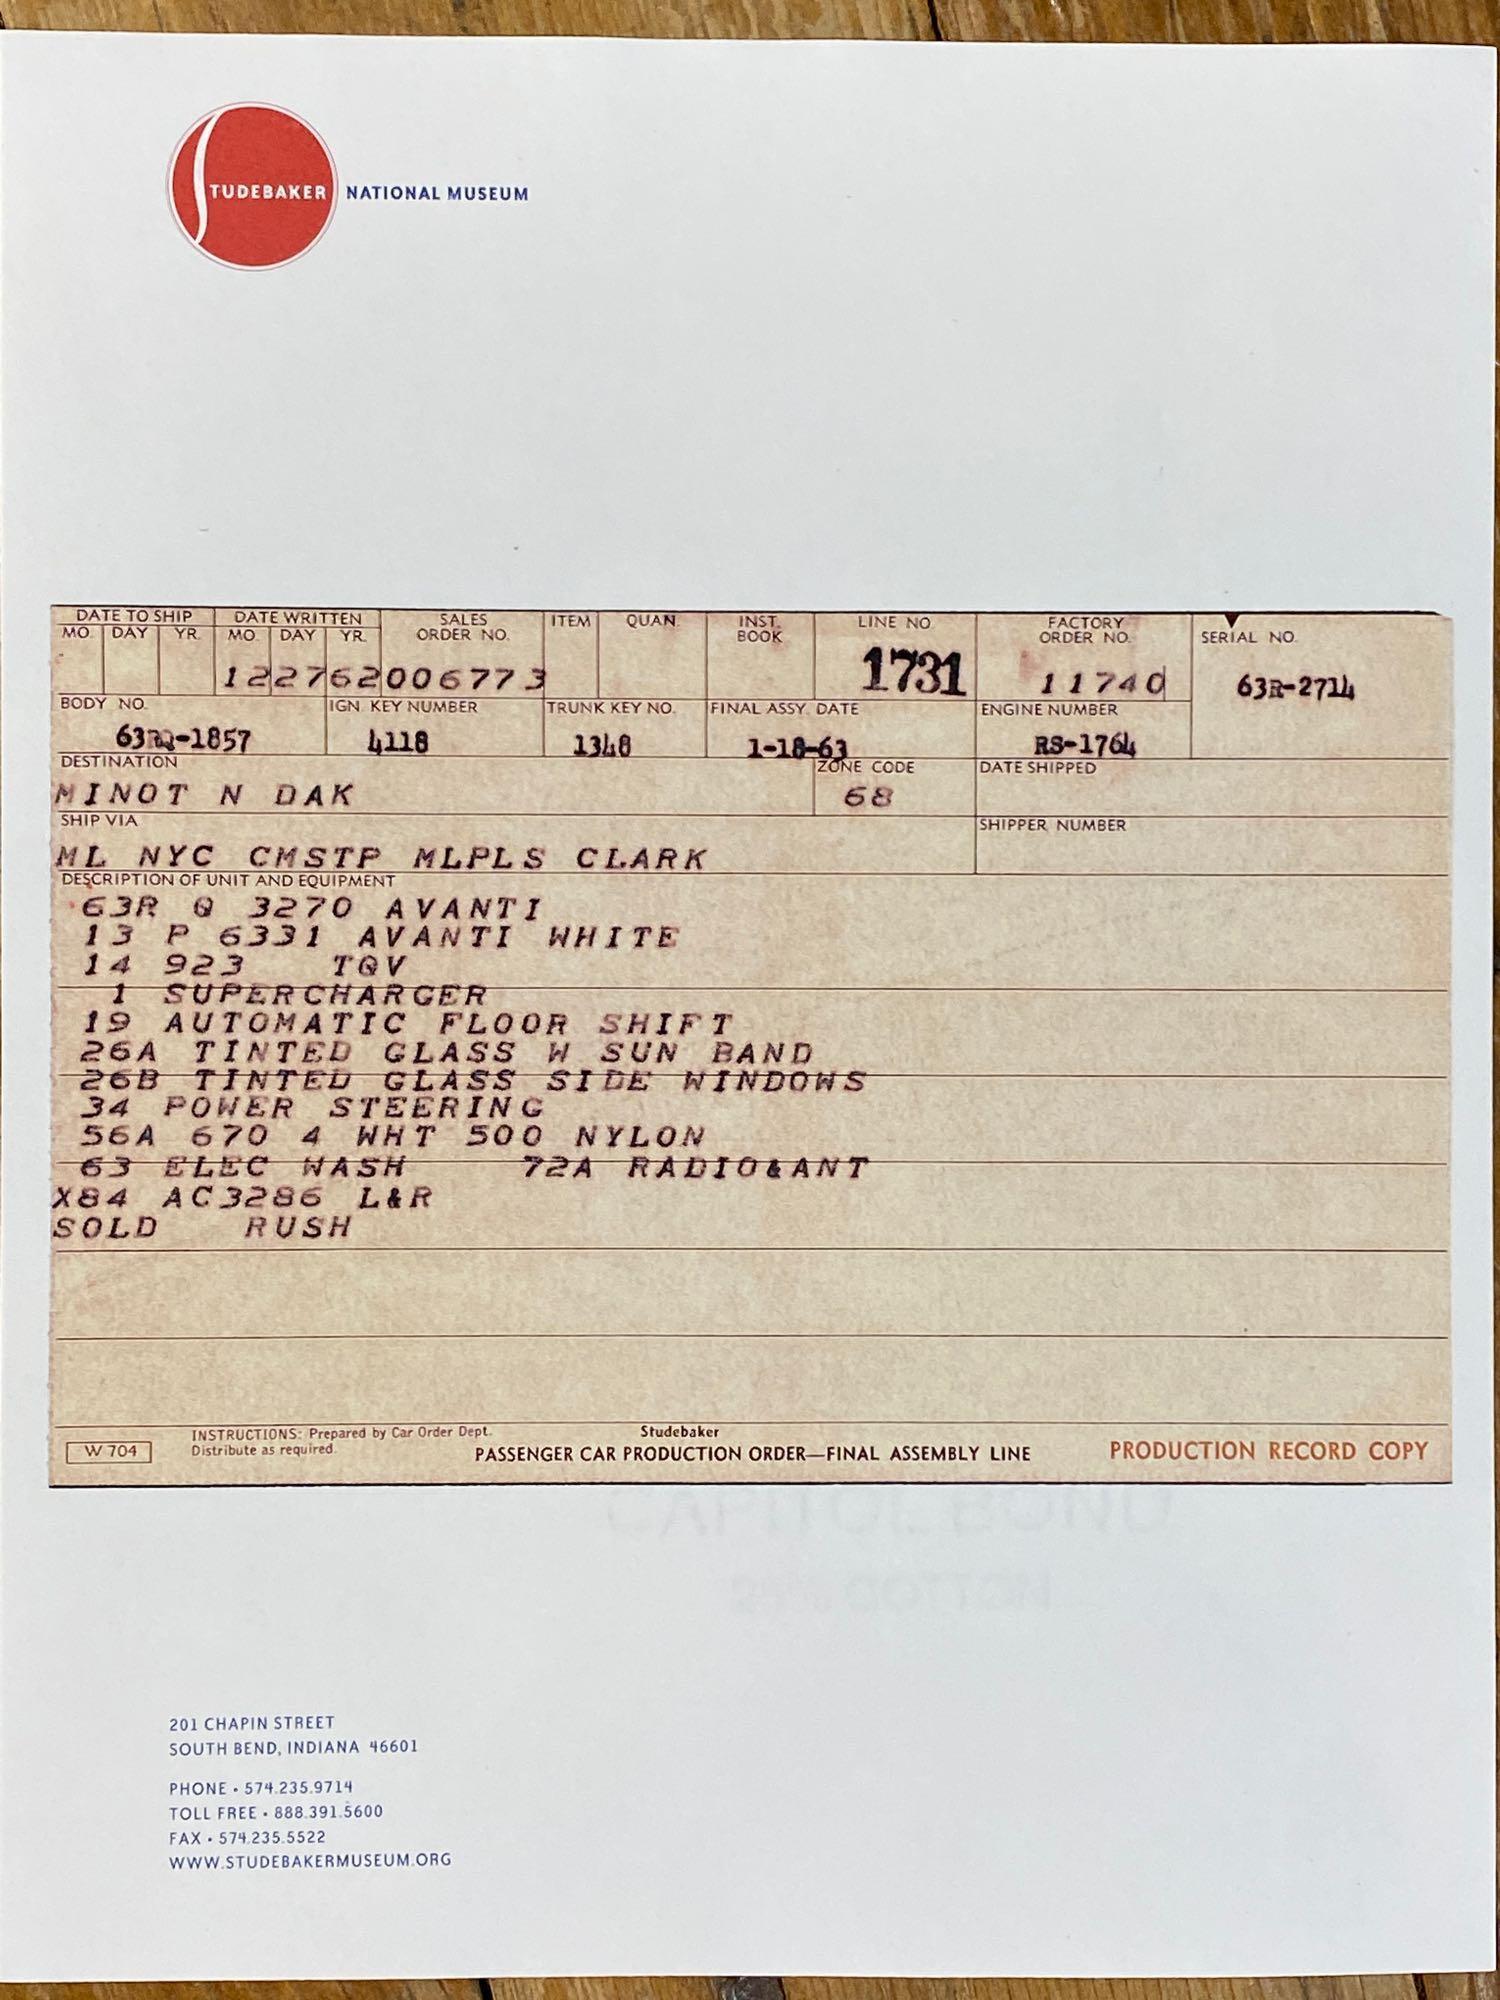 STUDEBAKER NATIONAL MUSEUM
DATE TO SHIP DATE WRITTEN SALES ORDER NO. ITEM QUAN. INST. BOOK LINE NO. FACTORY ORDER NO. SERIAL NO.
MO. DAY YR. MO. DAY YR.
12 27 62 006773 1731 11740 63R-2714
BODY NO. IGN. KEY NUMBER TRUNK KEY NO. FINAL ASSY. DATE ENGINE NUMBER
4118 1348 1-18-63 RS-1764
DESTINATION ZONE CODE DATE SHIPPED
MINOT N DAK 68
SHIP VIA SHIPPER NUMBER
ML NYC CMSTP MLPLS CLARK
DESCRIPTION OF UNIT AND EQUIPMENT
63R Q 3270 AVANTI
13 P 6331 AVANTI WHITE
14 923 TQV
1 SUPERCHARGER
19 AUTOMATIC FLOOR SHIFT
26A TINTED GLASS W SUN BAND
26B TINTED GLASS SIDE WINDOWS
34 POWER STEERING
56A 670 4 WHT 500 NYLON
63 ELEC WASH 72A RADIO&ANT
X84 AC3286 L&R
SOLD RUSH
W 704
INSTRUCTIONS: Prepared by Car Order Dept.
Distribute as required.
Studebaker
PASSENGER CAR PRODUCTION ORDER—FINAL ASSEMBLY LINE
PRODUCTION RECORD COPY
CAPITOL BOND
COTTON
201 CHAPIN STREET
SOUTH BEND, INDIANA 46601
PHONE • 574.235.9714
TOLL FREE • 888.391.5600
FAX • 574.235.5522
WWW.STUDEBAKERMUSEUM.ORG